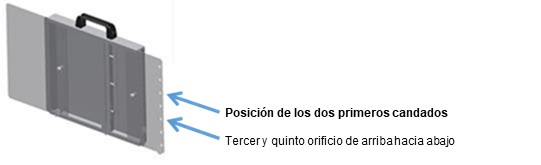 Posición de los dos primeros candados
Tercer y quinto orificio de arriba hacia abajo